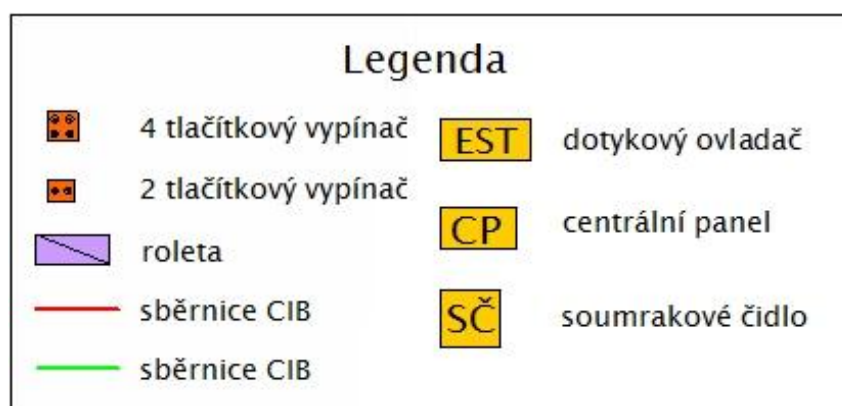 Legenda
4 tlačítkový vypínač
2 tlačítkový vypínač
roleta
sběrnice CIB
sběrnice CIB
EST dotykový ovladač
CP centrální panel
SČ soumrakové čidlo